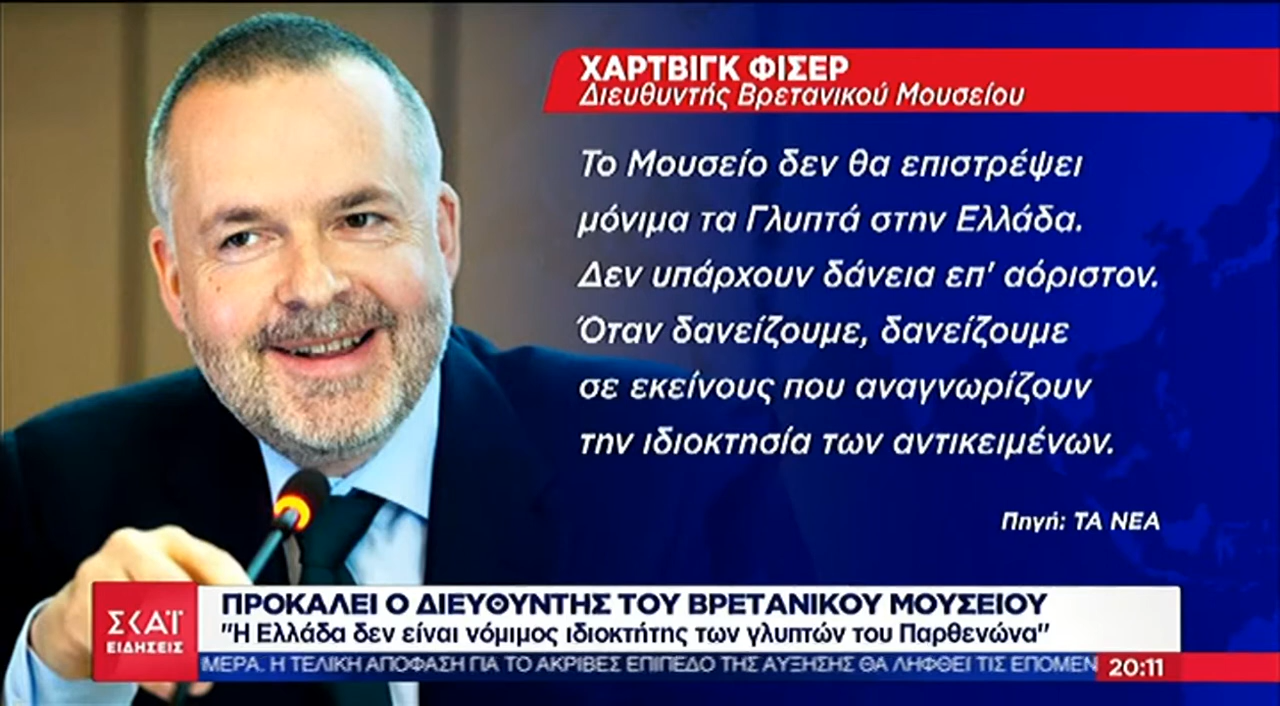 ΧΑΡΤΒΙΓΚ ΦΙΣΕΡ
Διευθυντής Βρετανικού Μουσείου
Το Μουσείο δεν θα επιστρέψει
μόνιμα τα Γλυπτά στην Ελλάδα.
Δεν υπάρχουν δάνεια επ' αόριστον.
Όταν δανείζουμε, δανείζουμε
σε εκείνους που αναγνωρίζουν
την ιδιοκτησία των αντικειμένων.
Πηγή: ΤΑ ΝΕΑ
ΣΚΑΪ
ΕΙΔΗΣΕΙΣ
ΠΡΟΚΑΛΕΙ Ο ΔΙΕΥΘΥΝΤΗΣ ΤΟΥ ΒΡΕΤΑΝΙΚΟΥ ΜΟΥΣΕΙΟΥ
"Η Ελλάδα δεν είναι νόμιμος ιδιοκτήτης των γλυπτών του Παρθενώνα"
ΜΕΡΑ. Η ΤΕΛΙΚΗ ΑΠΟΦΑΣΗ ΓΙΑ ΤΟ ΑΚΡΙΒΕΣ ΕΠΙΠΕΔΟ ΤΗΣ ΑΥΞΗΣΗΣ ΘΑ ΛΗΦΘΕΙ ΤΙΣ ΕΠΟΜΕΝ
20:11